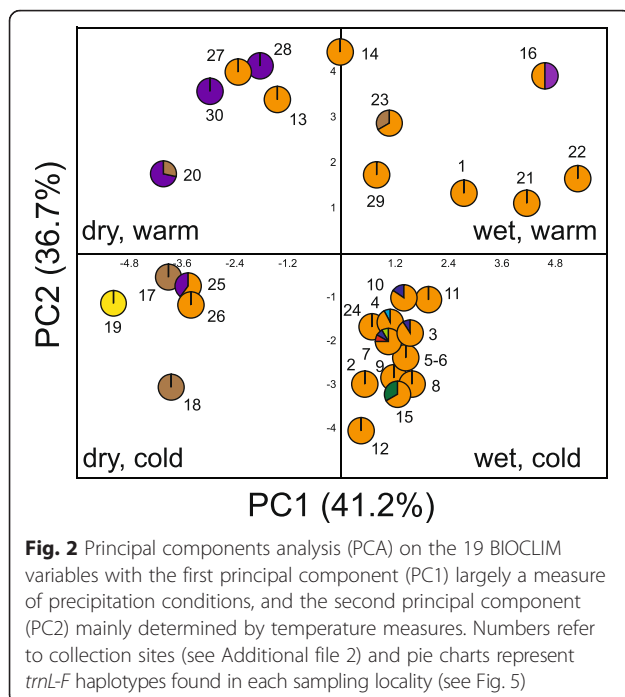 27
28
14
16
4
30
13
23
3
20
2
22
29
1
21
1
dry, warm
wet, warm
-4.8 -3.6 -2.4 -1.2 1.2 2.4 3.6 4.8
17
25
10
11
-1
19
26
24
4
3
-2
7
5-6
2
9
8
-3
18
15
12
-4
dry, cold
wet, cold
PC2 (36.7%)
PC1 (41.2%)
Fig. 2 Principal components analysis (PCA) on the 19 BIOCLIM
variables with the first principal component (PC1) largely a measure
of precipitation conditions, and the second principal component
(PC2) mainly determined by temperature measures. Numbers refer
to collection sites (see Additional file 2) and pie charts represent
trnL-F haplotypes found in each sampling locality (see Fig. 5)